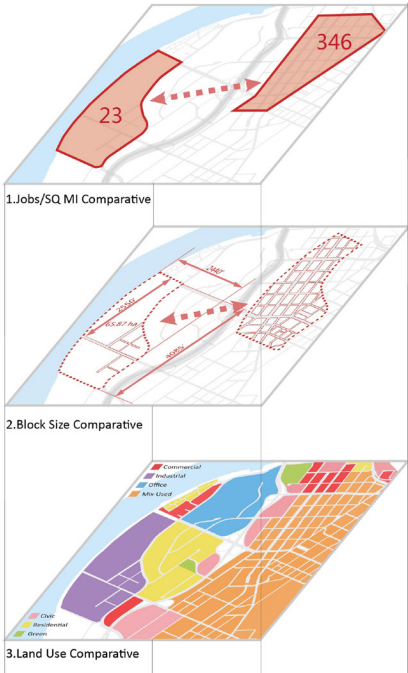 346
23
1.Jobs/SQ MI Comparative
2550'
65.87 ha
2.Block Size Comparative
Commercial
Industrial
Office
Mix Used
Civic
Residential
Green
3.Land Use Comparative